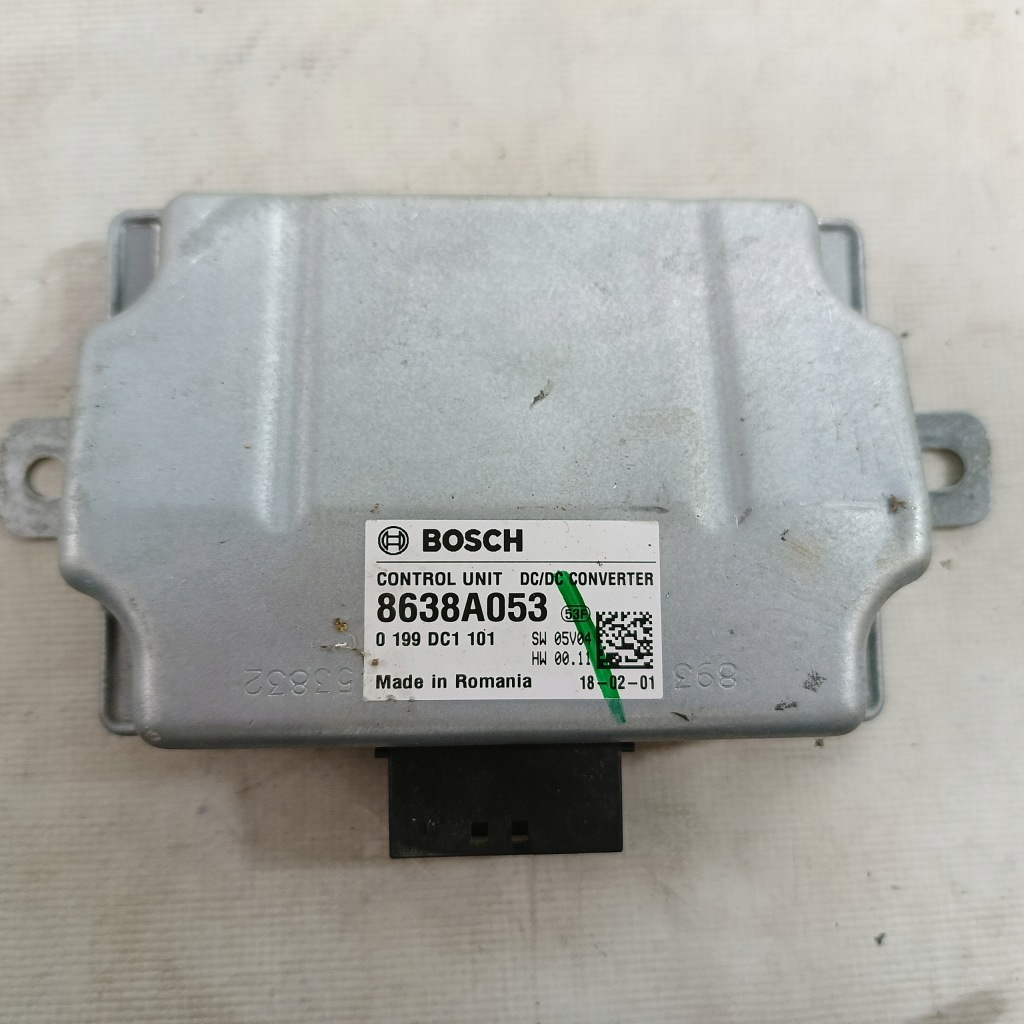 BOSCH
CONTROL UNIT DC/DC CONVERTER
8638A053 53F
0 199 DC1 101 SW 05V04
HW 00.11
Made in Romania 18-02-01